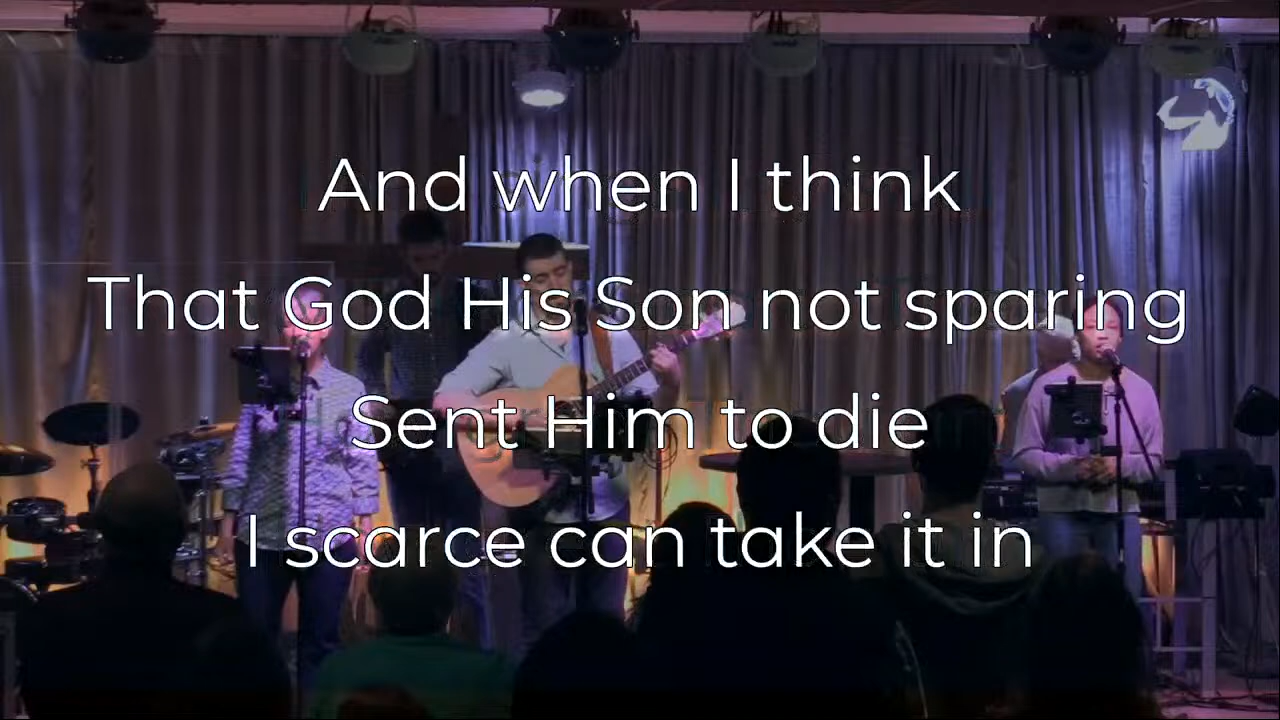 And when I think
That God His Son not sparing
Sent Him to die
I scarce can take it in